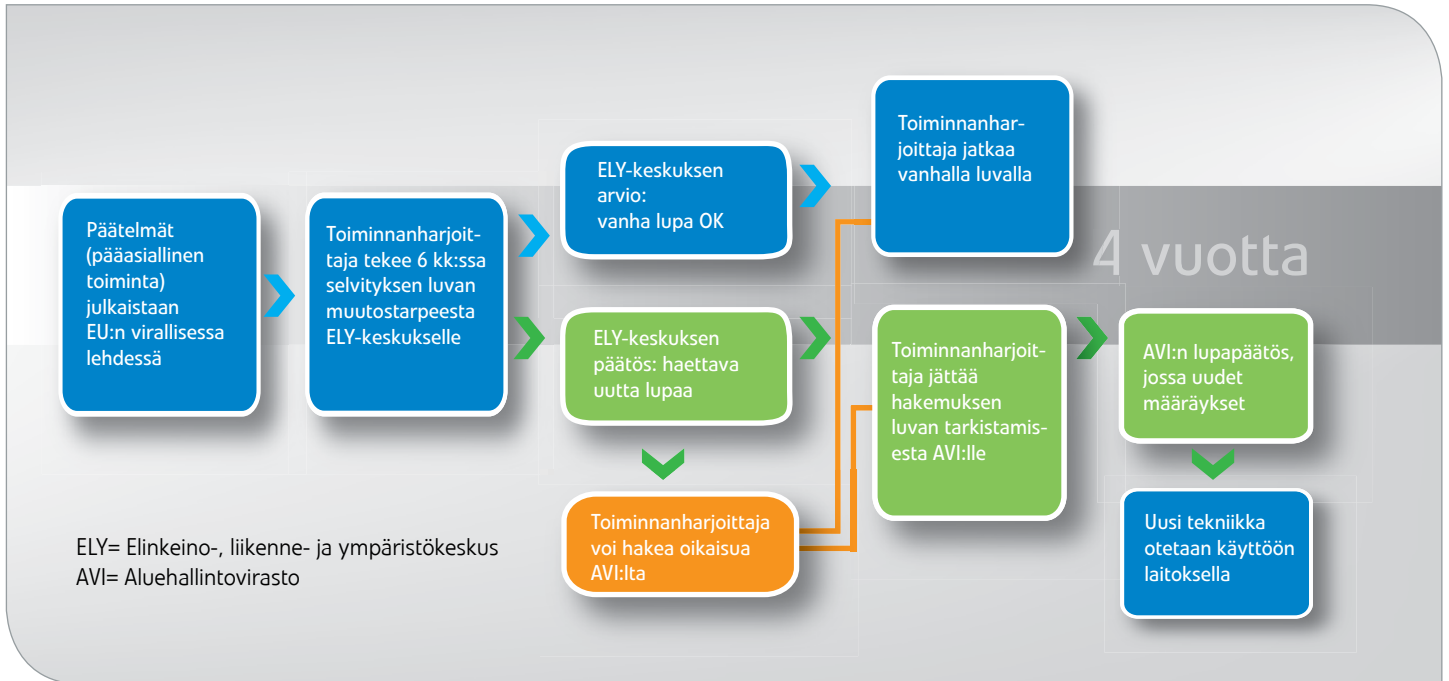 Päätelmät
(pääasiallinen
toiminta)
julkaistaan
EU:n virallisessa
lehdessä
Toiminnanharjoit-
taja tekee 6 kk:ssa
selvityksen luvan
muutostarpeesta
ELY-keskukselle
ELY-keskuksen
arvio:
vanha lupa OK
Toiminnanhar-
joittaja jatkaa
vanhalla luvalla
4 vuotta
ELY-keskuksen
päätös: haettava
uutta lupaa
Toiminnanharjoit-
taja jättää
hakemuksen
luvan tarkistamis-
esta AVI:lle
AVI:n lupapäätös,
jossa uudet
määräykset
Toiminnanharjoittaja
voi hakea oikaisua
AVI:lta
Uusi tekniikka
otetaan käyttöön
laitoksella
ELY= Elinkeino-, liikenne- ja ympäristökeskus
AVI= Aluehallintovirasto